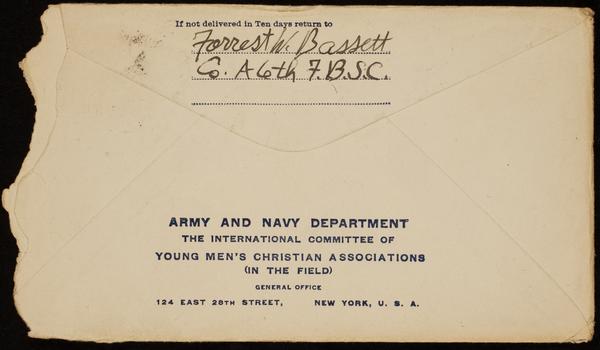 If not delivered in Ten days return to
Forrest W. Bassett
Co. A 6th F.B.S.C.
ARMY AND NAVY DEPARTMENT
THE INTERNATIONAL COMMITTEE OF
YOUNG MEN'S CHRISTIAN ASSOCIATIONS
(IN THE FIELD)
GENERAL OFFICE
124 EAST 28TH STREET, NEW YORK, U. S. A.